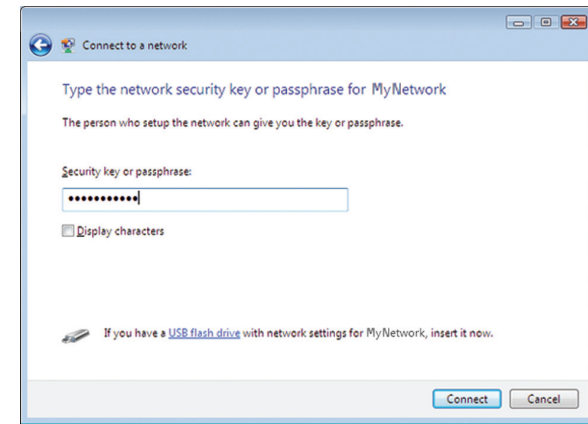 Connect to a network
Type the network security key or passphrase for MyNetwork
The person who setup the network can give you the key or passphrase.
Security key or passphrase:
•••••••••••
Display characters
If you have a USB flash drive with network settings for MyNetwork, insert it now.
Connect Cancel